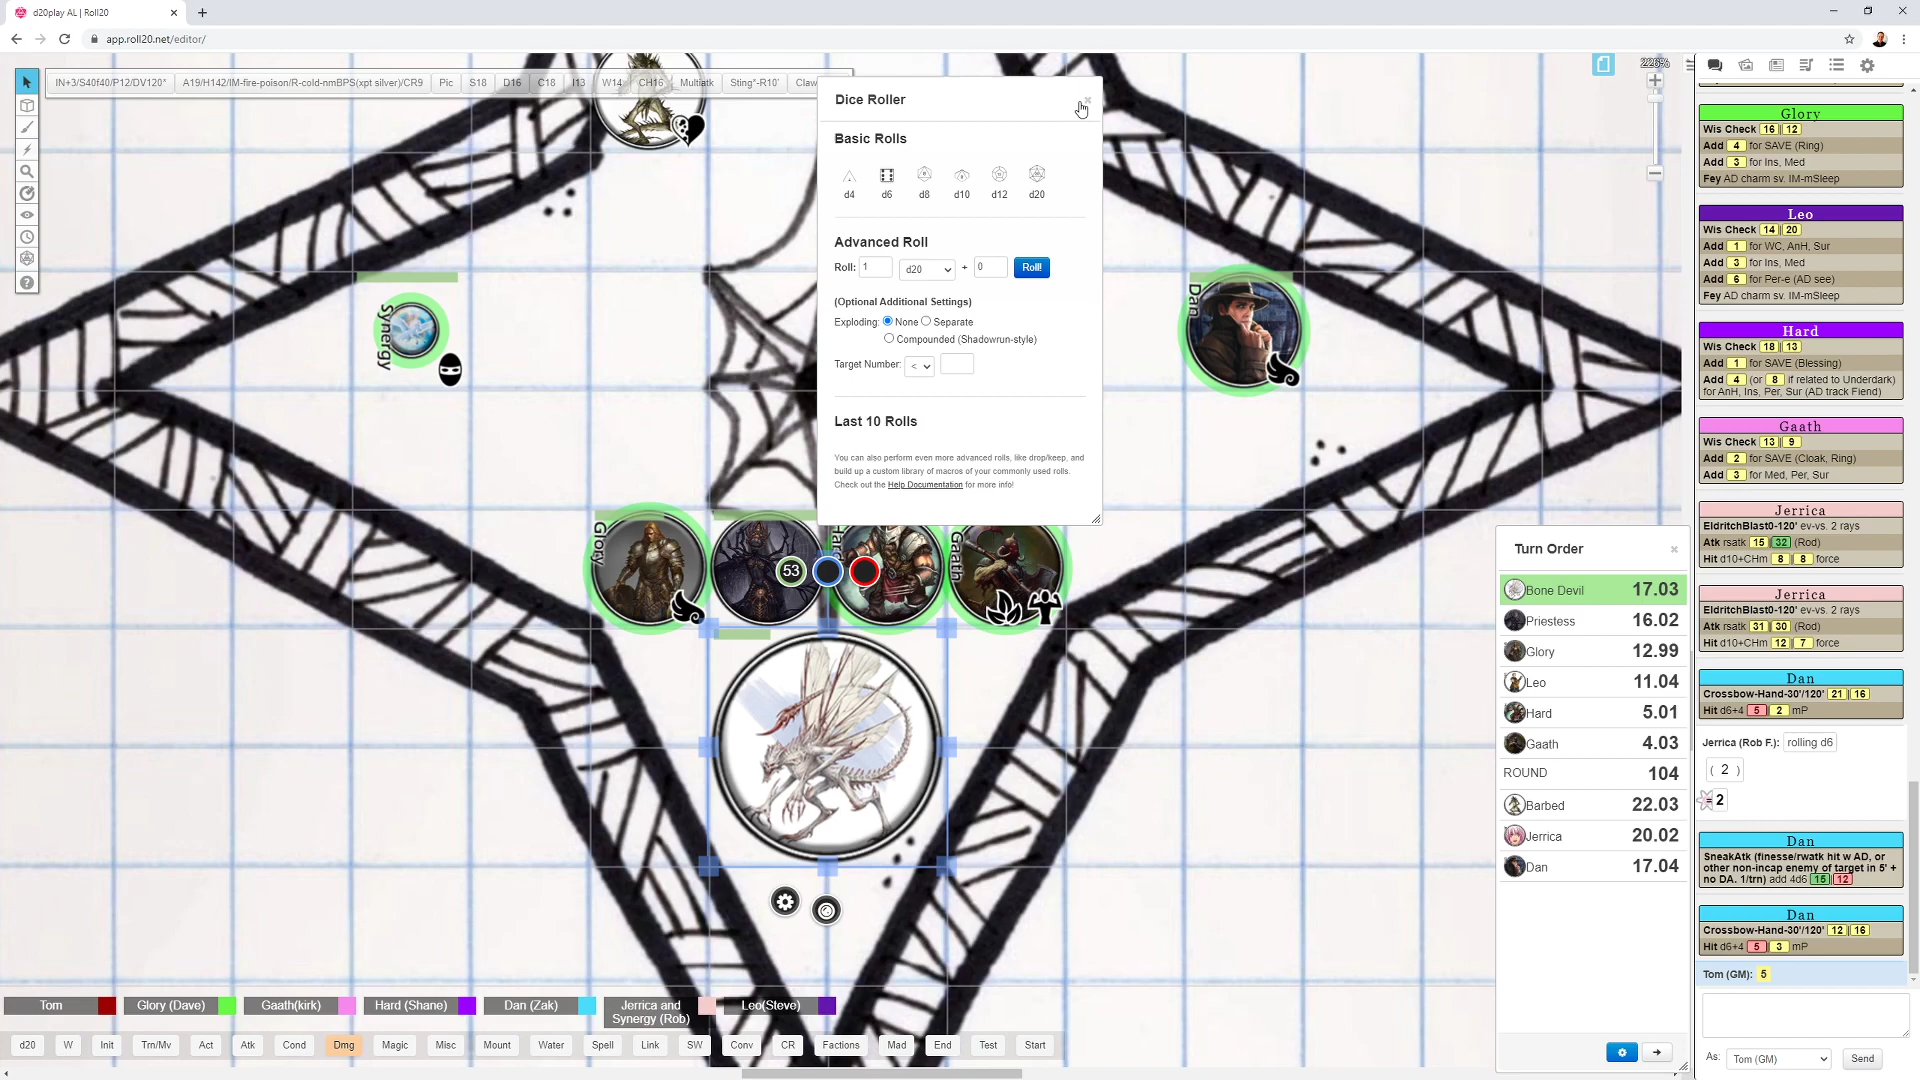 d20play AL | Roll20
app.roll20.net/editor/
IN+3/S40f40/P12/DV120*
A19/H142/IM-fire-poison/R-cold-nmBPS(xpt silver)/CR9
Pic
S18
D16
C18
I13
W14
CH16
Multiatk
Sting*-R10'
Claw
220%
Dice Roller
Basic Rolls
d4
d6
d8
d10
d12
d20
Advanced Roll
Roll: 1 d20 + 0 Roll!
(Optional Additional Settings)
Exploding: None Separate
Compounded (Shadowrun-style)
Target Number: <
Last 10 Rolls
You can also perform even more advanced rolls, like drop/keep, and
build up a custom library of macros of your commonly used rolls.
Check out the Help Documentation for more info!
Synergy
Dan
Glory
53
Gaath
Turn Order
Bone Devil 17.03
Priestess 16.02
Glory 12.99
Leo 11.04
Hard 5.01
Gaath 4.03
ROUND 104
Barbed 22.03
Jerrica 20.02
Dan 17.04
Glory
Wis Check 16 12
Add 4 for SAVE (Ring)
Add 3 for Ins, Med
Fey AD charm sv. IM-mSleep
Leo
Wis Check 14 20
Add 1 for WC, AnH, Sur
Add 3 for Ins, Med
Add 6 for Per-e (AD see)
Fey AD charm sv. IM-mSleep
Hard
Wis Check 18 13
Add 1 for SAVE (Blessing)
Add 4 (or 8 if related to Underdark)
for AnH, Ins, Per, Sur (AD track Fiend)
Gaath
Wis Check 13 9
Add 2 for SAVE (Cloak, Ring)
Add 3 for Med, Per, Sur
Jerrica
EldritchBlast0-120' ev-vs. 2 rays
Atk rsatk 15 32 (Rod)
Hit d10+CHm 8 8 force
Jerrica
EldritchBlast0-120' ev-vs. 2 rays
Atk rsatk 31 30 (Rod)
Hit d10+CHm 12 7 force
Dan
Crossbow-Hand-30'/120' 21 16
Hit d6+4 5 2 mP
Jerrica (Rob F.): rolling d6
( 2 )
= 2
Dan
SneakAtk (finesse/rwatk hit w AD, or
other non-incap enemy of target in 5' +
no DA. 1/trn) add 4d6 15 12
Dan
Crossbow-Hand-30'/120' 12 16
Hit d6+4 5 3 mP
Tom (GM): 5
As: Tom (GM) Send
Tom
Glory (Dave)
Gaath(kirk)
Hard (Shane)
Dan (Zak)
Jerrica and
Synergy (Rob)
Leo(Steve)
d20
W
Init
Trn/Mv
Act
Atk
Cond
Dmg
Magic
Misc
Mount
Water
Spell
Link
SW
Conv
CR
Factions
Mad
End
Test
Start